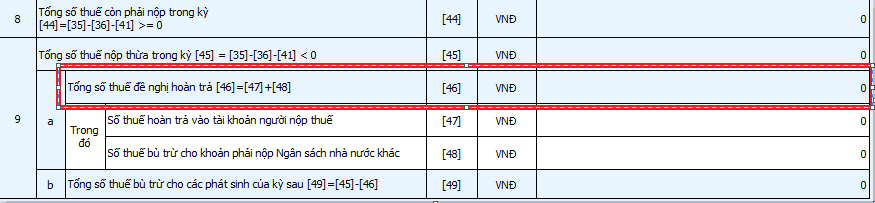 8 Tổng số thuế còn phải nộp trong kỳ
[44]=[35]-[36]-[41] >= 0 [44] VNĐ 0
Tổng số thuế nộp thừa trong kỳ [45] = [35]-[36]-[41] < 0 [45] VNĐ 0
Tổng số thuế đề nghị hoàn trả [46]=[47]+[48] [46] VNĐ 0
9 a Trong đó Số thuế hoàn trả vào tài khoản người nộp thuế [47] VNĐ 0
Số thuế bù trừ cho khoản phải nộp Ngân sách nhà nước khác [48] VNĐ 0
b Tổng số thuế bù trừ cho các phát sinh của kỳ sau [49]=[45]-[46] [49] VNĐ 0